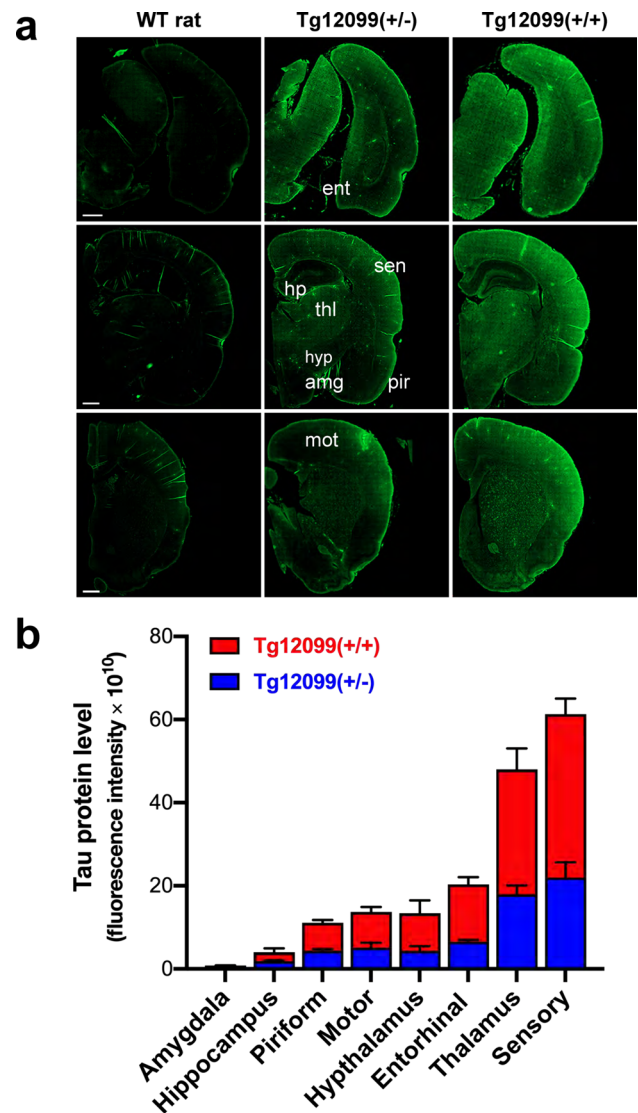 a
WT rat Tg12099(+/-) Tg12099(+/+)
ent
sen
hp
thl
hyp
amg pir
mot
b
Tau protein level
(fluorescence intensity × 10¹⁰)
80
60
40
20
0
Tg12099(+/+)
Tg12099(+/-)
Amygdala
Hippocampus
Piriform
Motor
Hypthalamus
Entorhinal
Thalamus
Sensory